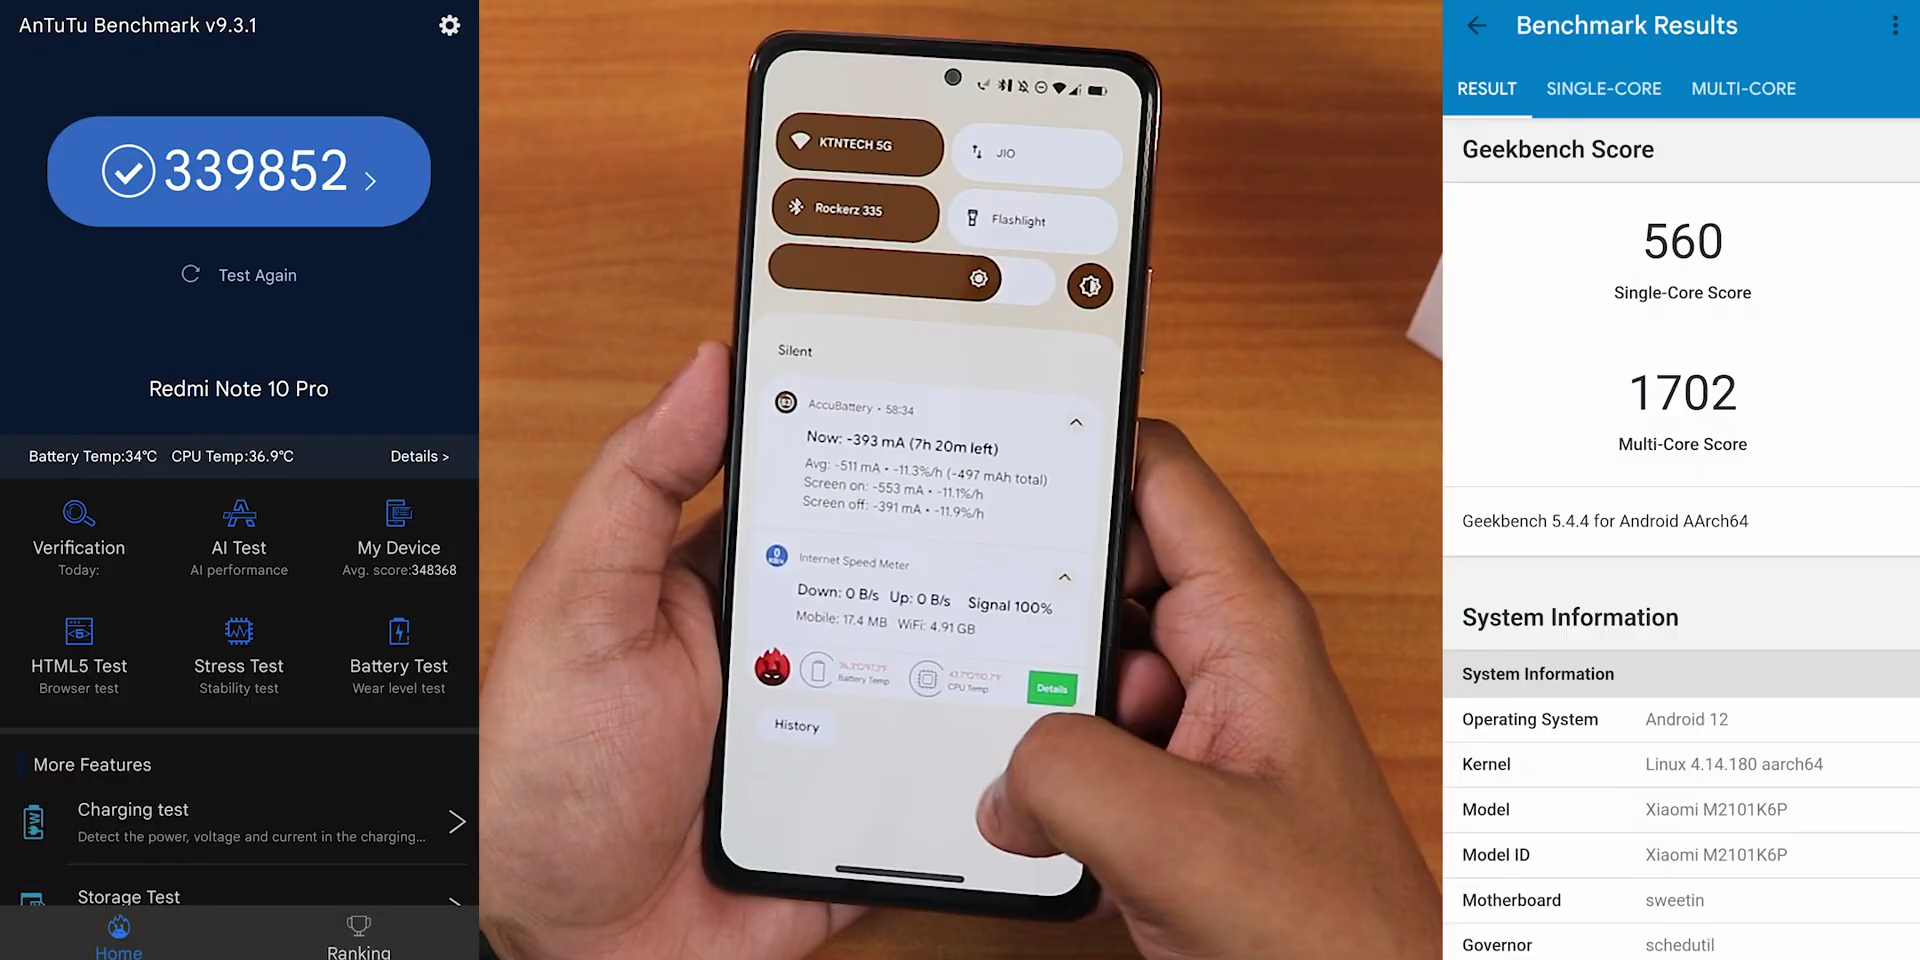 AnTuTu Benchmark v9.3.1
339852
Test Again
Redmi Note 10 Pro
Battery Temp:34°C CPU Temp:36.9°C Details >
Verification
Today:
AI Test
AI performance
My Device
Avg. score:348368
HTML5 Test
Browser test
Stress Test
Stability test
Battery Test
Wear level test
More Features
Charging test
Detect the power, voltage and current in the charging...
Storage Test
Home
Ranking
KTNTECH 5G
JIO
Rockerz 335
Flashlight
Silent
AccuBattery • 58:34
Now: -393 mA (7h 20m left)
Avg: -511 mA • -11.3%/h (-497 mAh total)
Screen on: -553 mA • -11.1%/h
Screen off: -391 mA • -11.9%/h
0
KB/s
Internet Speed Meter
Down: 0 B/s Up: 0 B/s Signal 100%
Mobile: 17.4 MB WiFi: 4.91 GB
Battery Temp
CPU Temp
Details
History
Benchmark Results
RESULT SINGLE-CORE MULTI-CORE
Geekbench Score
560
Single-Core Score
1702
Multi-Core Score
Geekbench 5.4.4 for Android AArch64
System Information
System Information
Operating System Android 12
Kernel Linux 4.14.180 aarch64
Model Xiaomi M2101K6P
Model ID Xiaomi M2101K6P
Motherboard sweetin
Governor schedutil